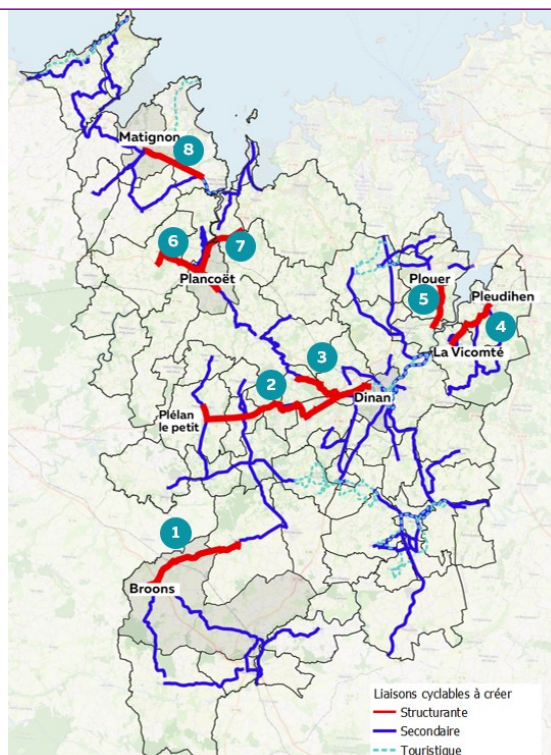 Matignon
8
6
7
Plancoët
Plouer
5
Pleudihen
4
La Vicomté
3
2
Dinan
Plélan
le petit
1
Broons
Liaisons cyclables à créer
Structurante
Secondaire
Touristique